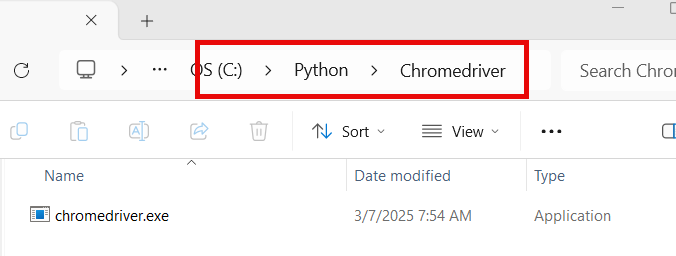 OS (C:) > Python > Chromedriver
Search Chro
Sort
View
Name
Date modified
Type
chromedriver.exe
3/7/2025 7:54 AM
Application